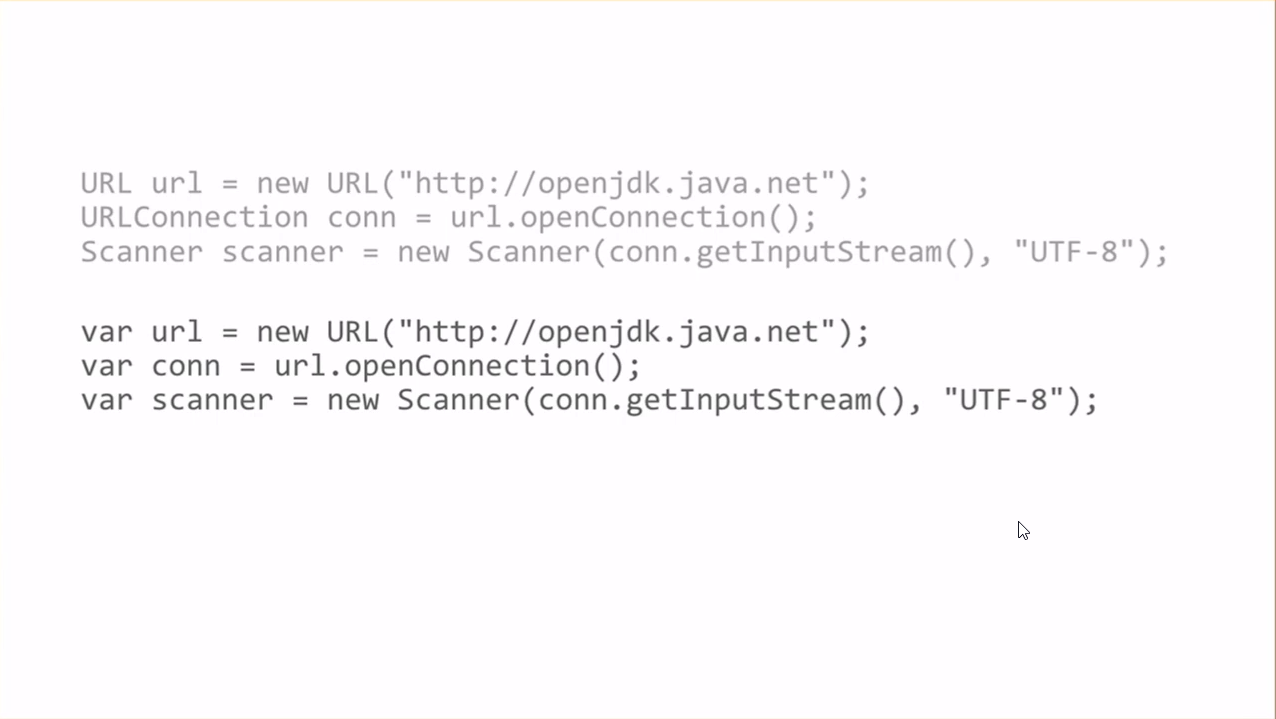 URL url = new URL("http://openjdk.java.net");
URLConnection conn = url.openConnection();
Scanner scanner = new Scanner(conn.getInputStream(), "UTF-8");
var url = new URL("http://openjdk.java.net");
var conn = url.openConnection();
var scanner = new Scanner(conn.getInputStream(), "UTF-8");